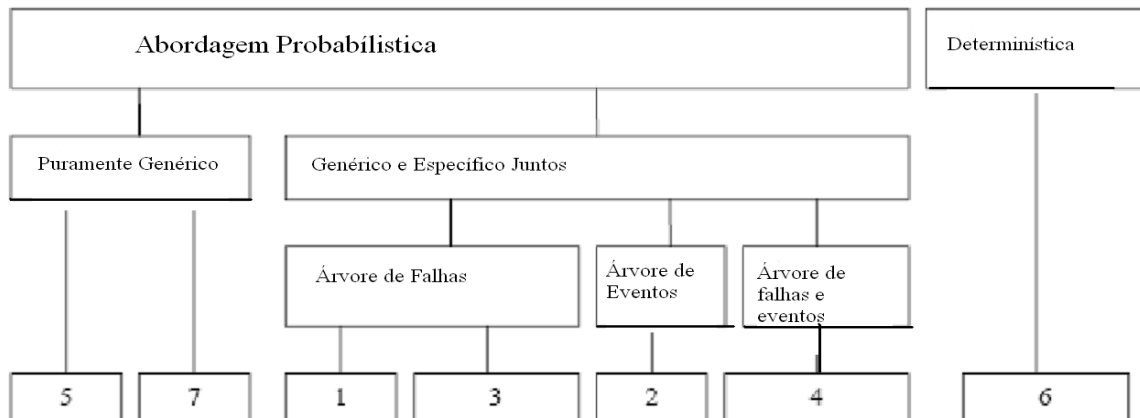 Abordagem Probabílistica
Determinística
Puramente Genérico
Genérico e Específico Juntos
Árvore de Falhas
Árvore de
Eventos
Árvore de
falhas e
eventos
5
7
1
3
2
4
6